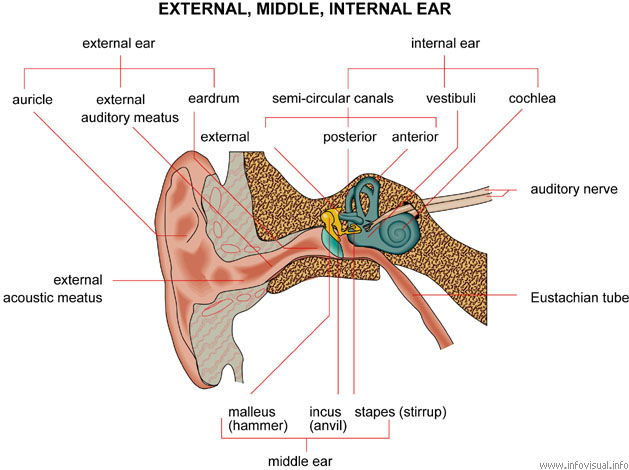 EXTERNAL, MIDDLE, INTERNAL EAR
external ear
internal ear
auricle
external
auditory meatus
eardrum
semi-circular canals
vestibuli
cochlea
external
posterior
anterior
auditory nerve
external
acoustic meatus
Eustachian tube
malleus
(hammer)
incus
(anvil)
stapes (stirrup)
middle ear
© www.infovisual.info